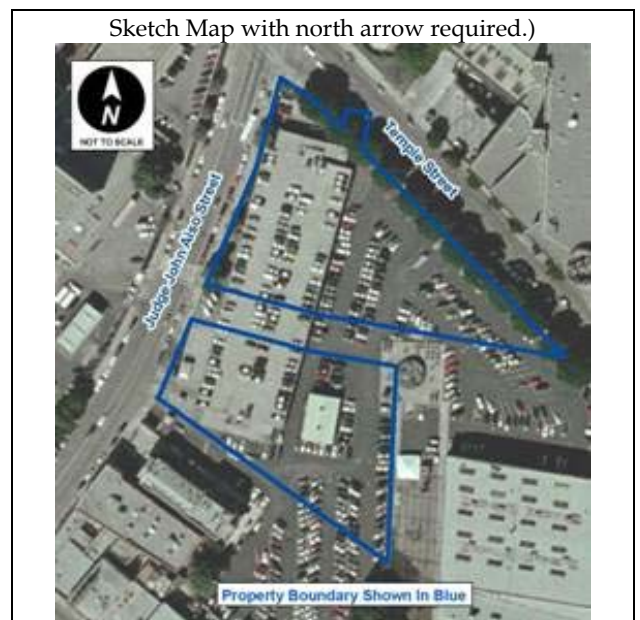 Sketch Map with north arrow required.)
N
NOT TO SCALE
Temple Street
Judge John Aiso Street
Property Boundary Shown In Blue